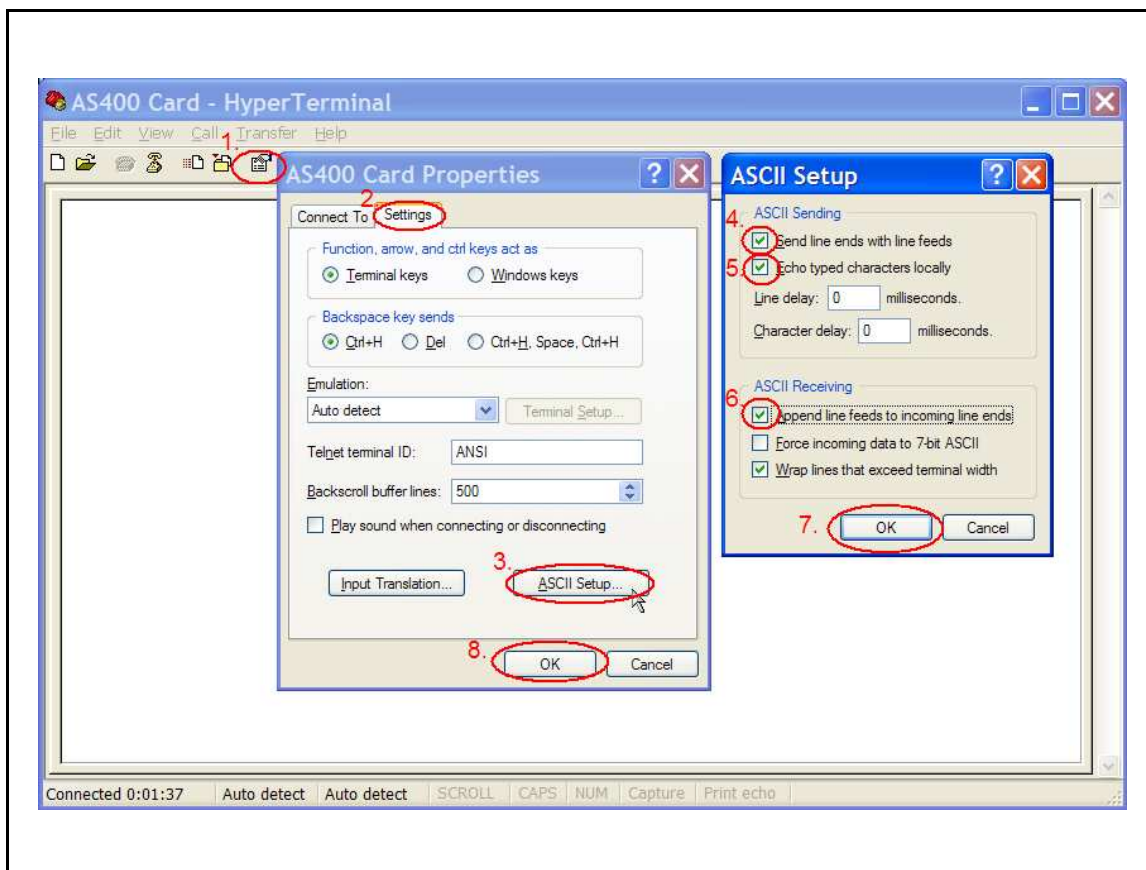 AS400 Card - HyperTerminal
File Edit View Call Transfer Help
1.
AS400 Card Properties
Connect To
2.
Settings
Function, arrow, and ctrl keys act as
Terminal keys
Windows keys
Backspace key sends
Ctrl+H
Del
Ctrl+H, Space, Ctrl+H
Emulation:
Auto detect
Terminal Setup...
Telnet terminal ID:
ANSI
Backscroll buffer lines:
500
Play sound when connecting or disconnecting
Input Translation...
3.
ASCII Setup...
8.
OK
Cancel
ASCII Setup
ASCII Sending
4.
Send line ends with line feeds
5.
Echo typed characters locally
Line delay: 0 milliseconds.
Character delay: 0 milliseconds.
ASCII Receiving
6.
Append line feeds to incoming line ends
Force incoming data to 7-bit ASCII
Wrap lines that exceed terminal width
7.
OK
Cancel
Connected 0:01:37 Auto detect Auto detect SCROLL CAPS NUM Capture Print echo